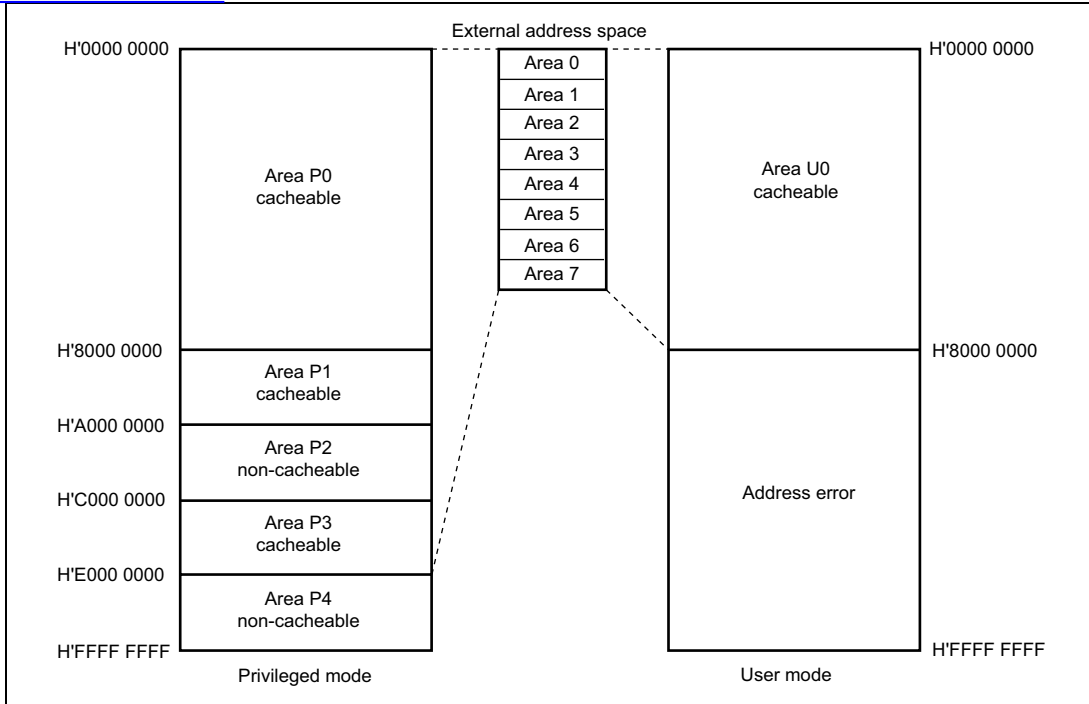 External address space
H'0000 0000
Area P0
cacheable
H'8000 0000
Area P1
cacheable
H'A000 0000
Area P2
non-cacheable
H'C000 0000
Area P3
cacheable
H'E000 0000
Area P4
non-cacheable
H'FFFF FFFF
Privileged mode
Area 0
Area 1
Area 2
Area 3
Area 4
Area 5
Area 6
Area 7
H'0000 0000
Area U0
cacheable
H'8000 0000
Address error
H'FFFF FFFF
User mode